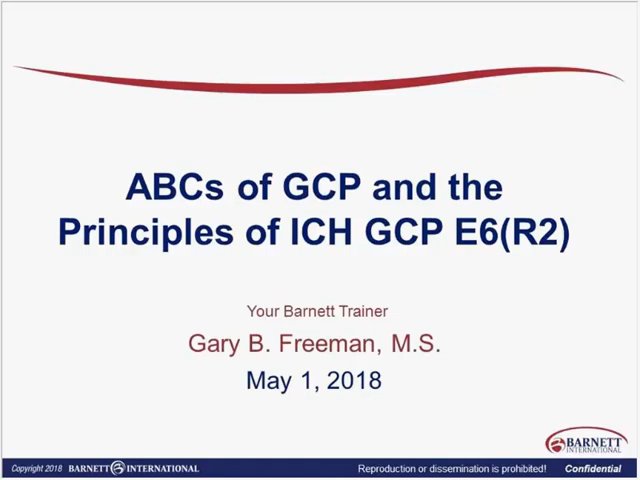 ABCs of GCP and the
Principles of ICH GCP E6(R2)
Your Barnett Trainer
Gary B. Freeman, M.S.
May 1, 2018
BARNETT
INTERNATIONAL
Copyright 2018 BARNETT INTERNATIONAL Reproduction or dissemination is prohibited! Confidential